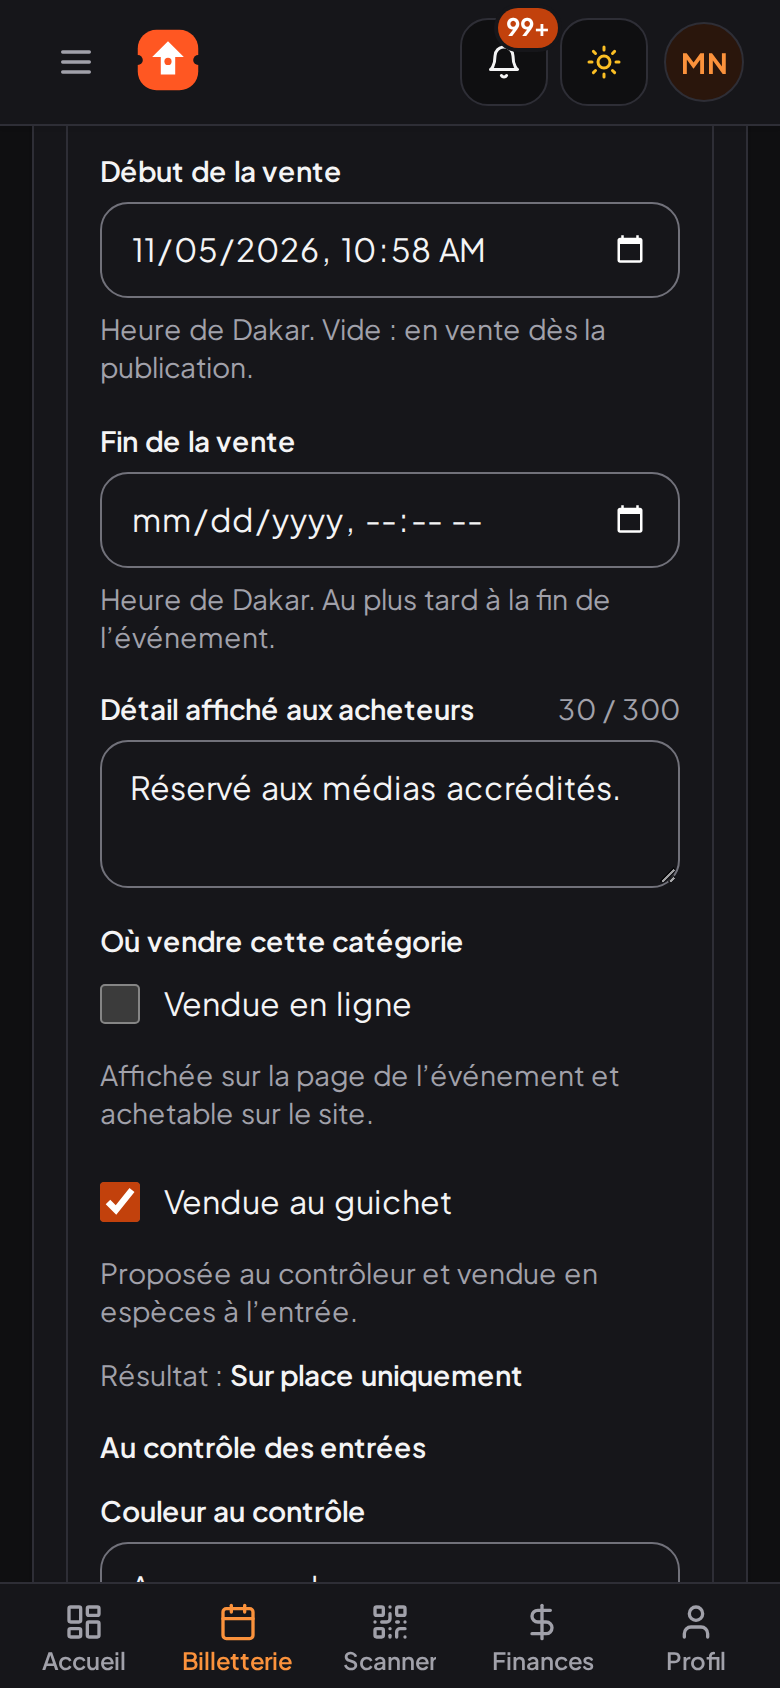 99+
MN
Début de la vente
11/05/2026, 10:58 AM
Heure de Dakar. Vide : en vente dès la
publication.
Fin de la vente
mm/dd/yyyy, --:-- --
Heure de Dakar. Au plus tard à la fin de
l’événement.
Détail affiché aux acheteurs 30 / 300
Réservé aux médias accrédités.
Où vendre cette catégorie
Vendue en ligne
Affichée sur la page de l’événement et
achetable sur le site.
Vendue au guichet
Proposée au contrôleur et vendue en
espèces à l’entrée.
Résultat : Sur place uniquement
Au contrôle des entrées
Couleur au contrôle
Accueil Billetterie Scanner Finances Profil